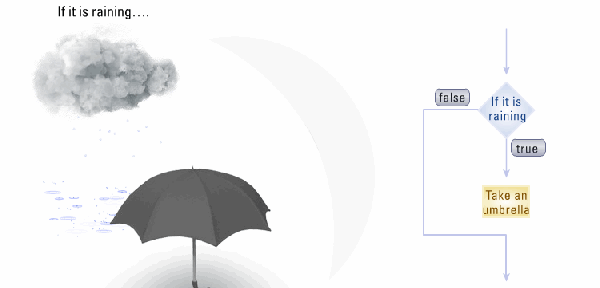 If it is raining....
false
If it is
raining
true
Take an
umbrella